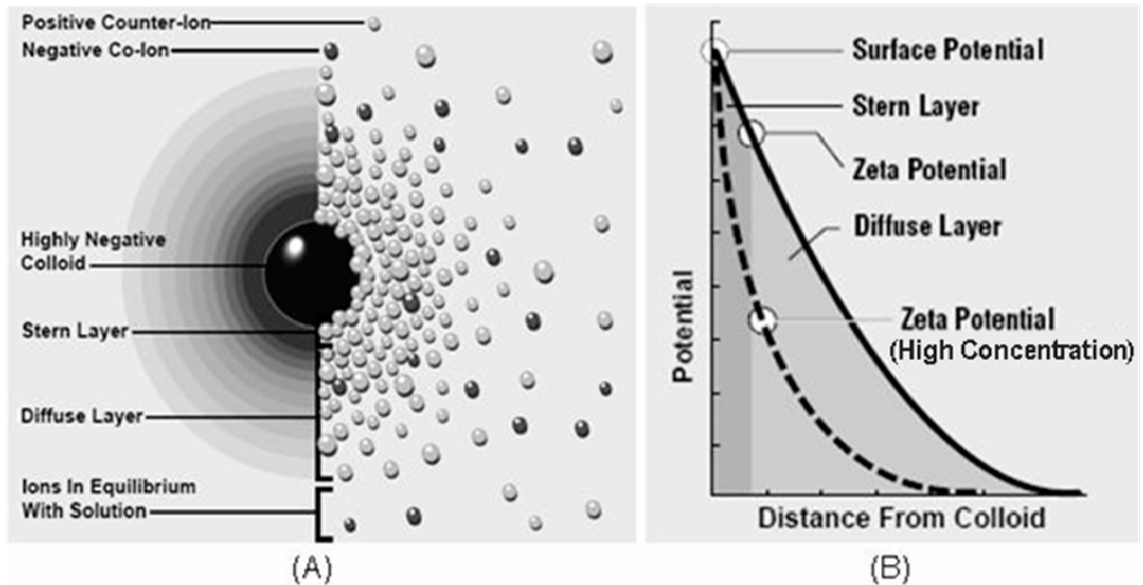 Positive Counter-Ion
Negative Co-Ion
Highly Negative
Colloid
Stern Layer
Diffuse Layer
Ions In Equilibrium
With Solution
(A)
Surface Potential
Stern Layer
Zeta Potential
Diffuse Layer
Zeta Potential
(High Concentration)
Potential
Distance From Colloid
(B)